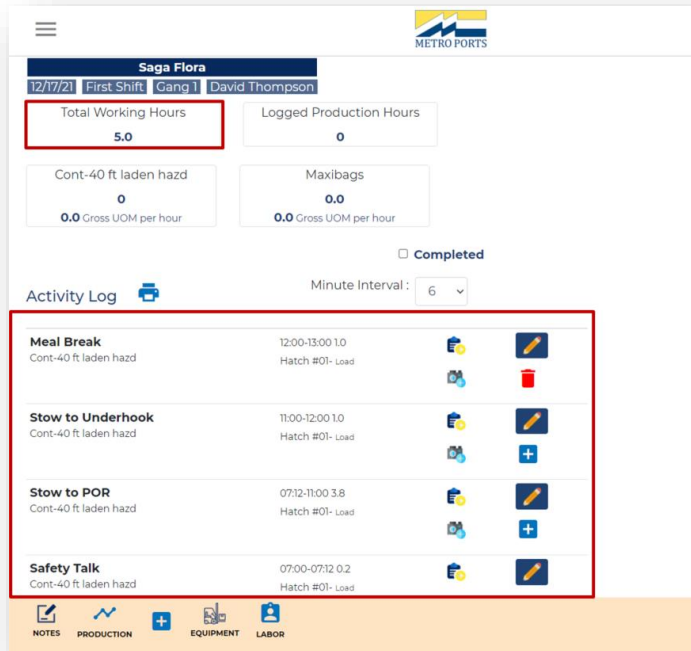 METRO PORTS
Saga Flora
12/17/21 First Shift Gang 1 David Thompson
Total Working Hours
5.0
Logged Production Hours
0
Cont-40 ft laden hazd
0
0.0 Gross UOM per hour
Maxibags
0.0
0.0 Gross UOM per hour
Completed
Activity Log
Minute Interval :
6
Meal Break
Cont-40 ft laden hazd
12:00-13:00 1.0
Hatch #01- Load
Stow to Underhook
Cont-40 ft laden hazd
11:00-12:00 1.0
Hatch #01- Load
Stow to POR
Cont-40 ft laden hazd
07:12-11:00 3.8
Hatch #01- Load
Safety Talk
Cont-40 ft laden hazd
07:00-07:12 0.2
Hatch #01- Load
NOTES
PRODUCTION
EQUIPMENT
LABOR